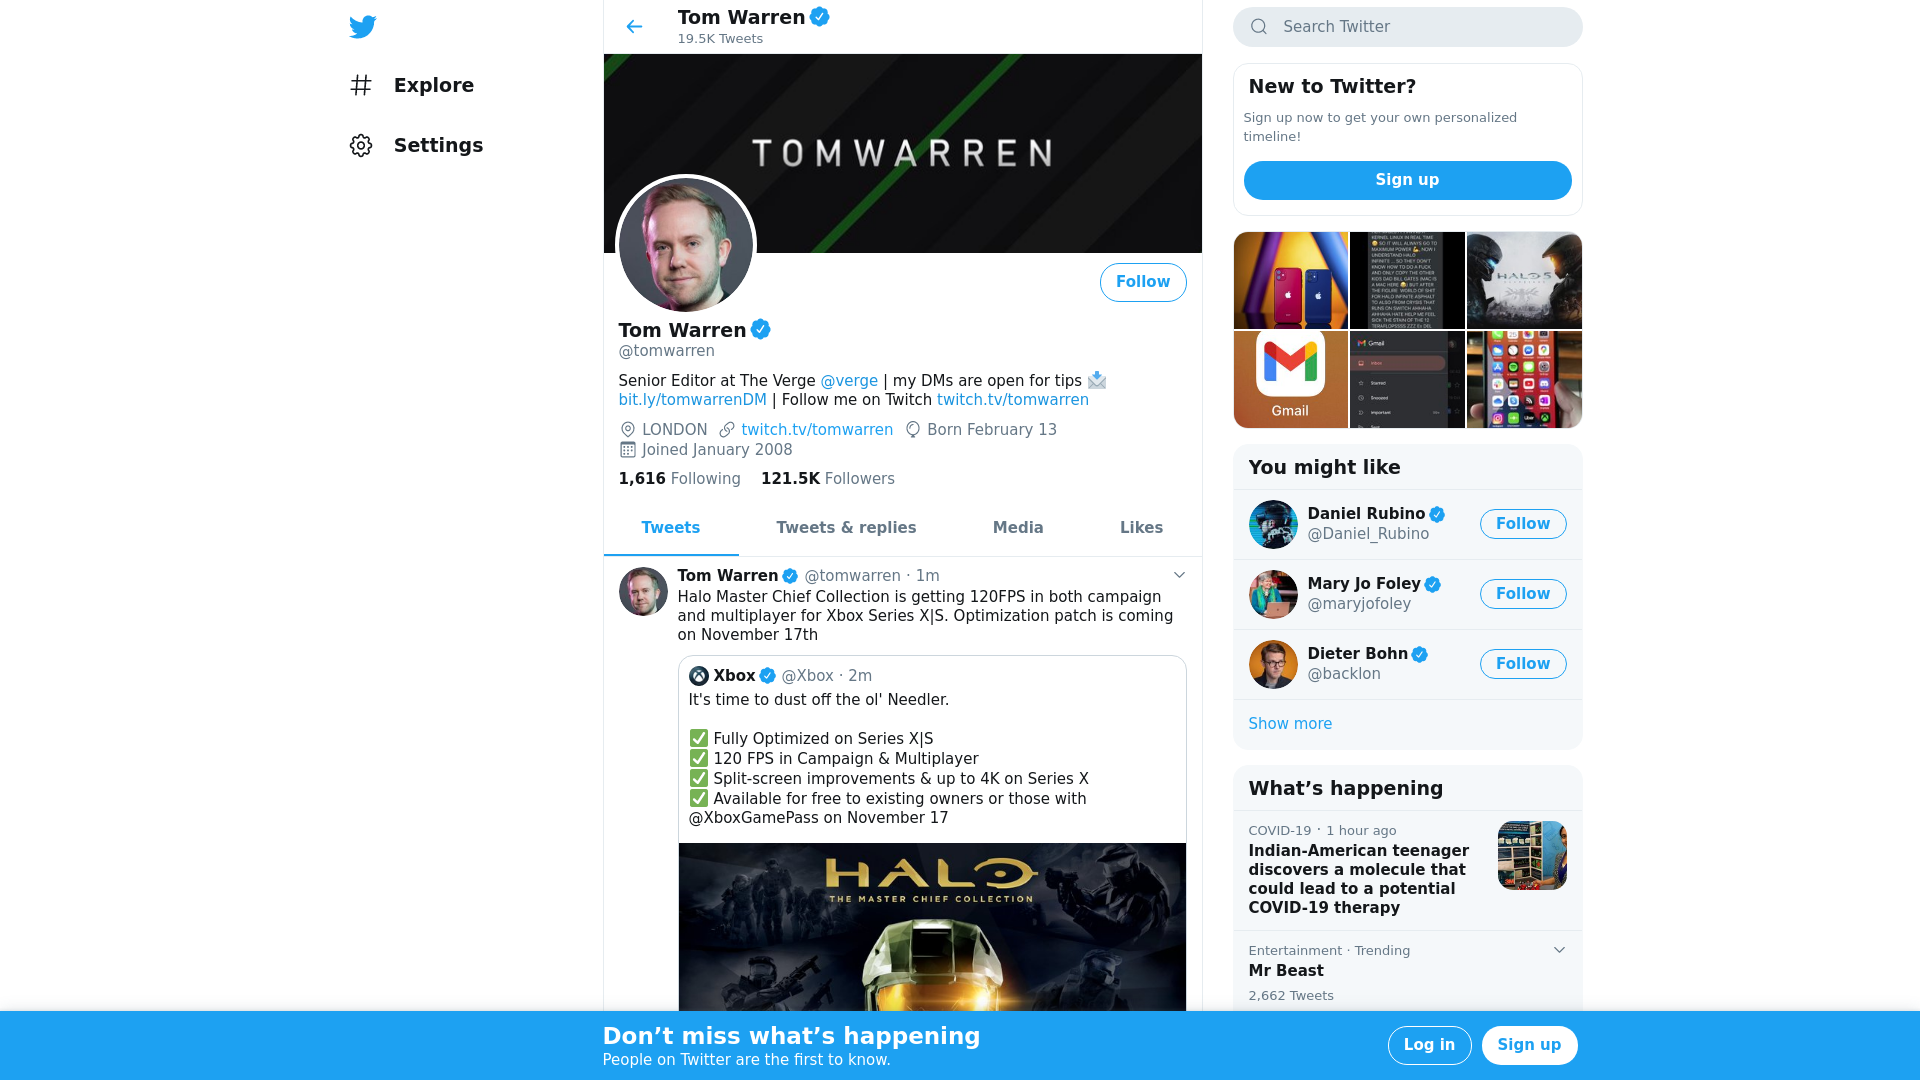 Tom Warren
19.5K Tweets
Search Twitter
Explore
Settings
New to Twitter?
Sign up now to get your own personalized
timeline!
Sign up
TOMWARREN
Follow
Tom Warren
@tomwarren
Senior Editor at The Verge @verge | my DMs are open for tips
bit.ly/tomwarrenDM | Follow me on Twitch twitch.tv/tomwarren
LONDON twitch.tv/tomwarren Born February 13
Joined January 2008
1,616 Following 121.5K Followers
Tweets Tweets & replies Media Likes
Tom Warren @tomwarren · 1m
Halo Master Chief Collection is getting 120FPS in both campaign
and multiplayer for Xbox Series X|S. Optimization patch is coming
on November 17th
Xbox @Xbox · 2m
It's time to dust off the ol' Needler.
✅ Fully Optimized on Series X|S
✅ 120 FPS in Campaign & Multiplayer
✅ Split-screen improvements & up to 4K on Series X
✅ Available for free to existing owners or those with
@XboxGamePass on November 17
HALO
THE MASTER CHIEF COLLECTION
HALO 5
Gmail
Gmail
Inbox
Starred
Snoozed
Important
You might like
Daniel Rubino
@Daniel_Rubino
Follow
Mary Jo Foley
@maryjofoley
Follow
Dieter Bohn
@backlon
Follow
Show more
What’s happening
COVID-19 · 1 hour ago
Indian-American teenager
discovers a molecule that
could lead to a potential
COVID-19 therapy
Entertainment · Trending
Mr Beast
2,662 Tweets
Don’t miss what’s happening
People on Twitter are the first to know.
Log in
Sign up